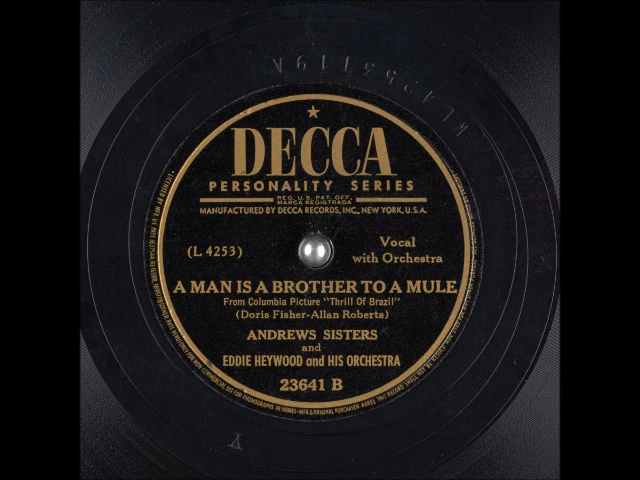 DECCA
PERSONALITY SERIES
REG. U.S. PAT. OFF.
MARCA REGISTRADA
MANUFACTURED BY DECCA RECORDS, INC., NEW YORK, U.S.A.
(L 4253)
Vocal
with Orchestra
A MAN IS A BROTHER TO A MULE
From Columbia Picture "Thrill Of Brazil"
(Doris Fisher-Allan Roberts)
ANDREWS SISTERS
and
EDDIE HEYWOOD and HIS ORCHESTRA
23641 B